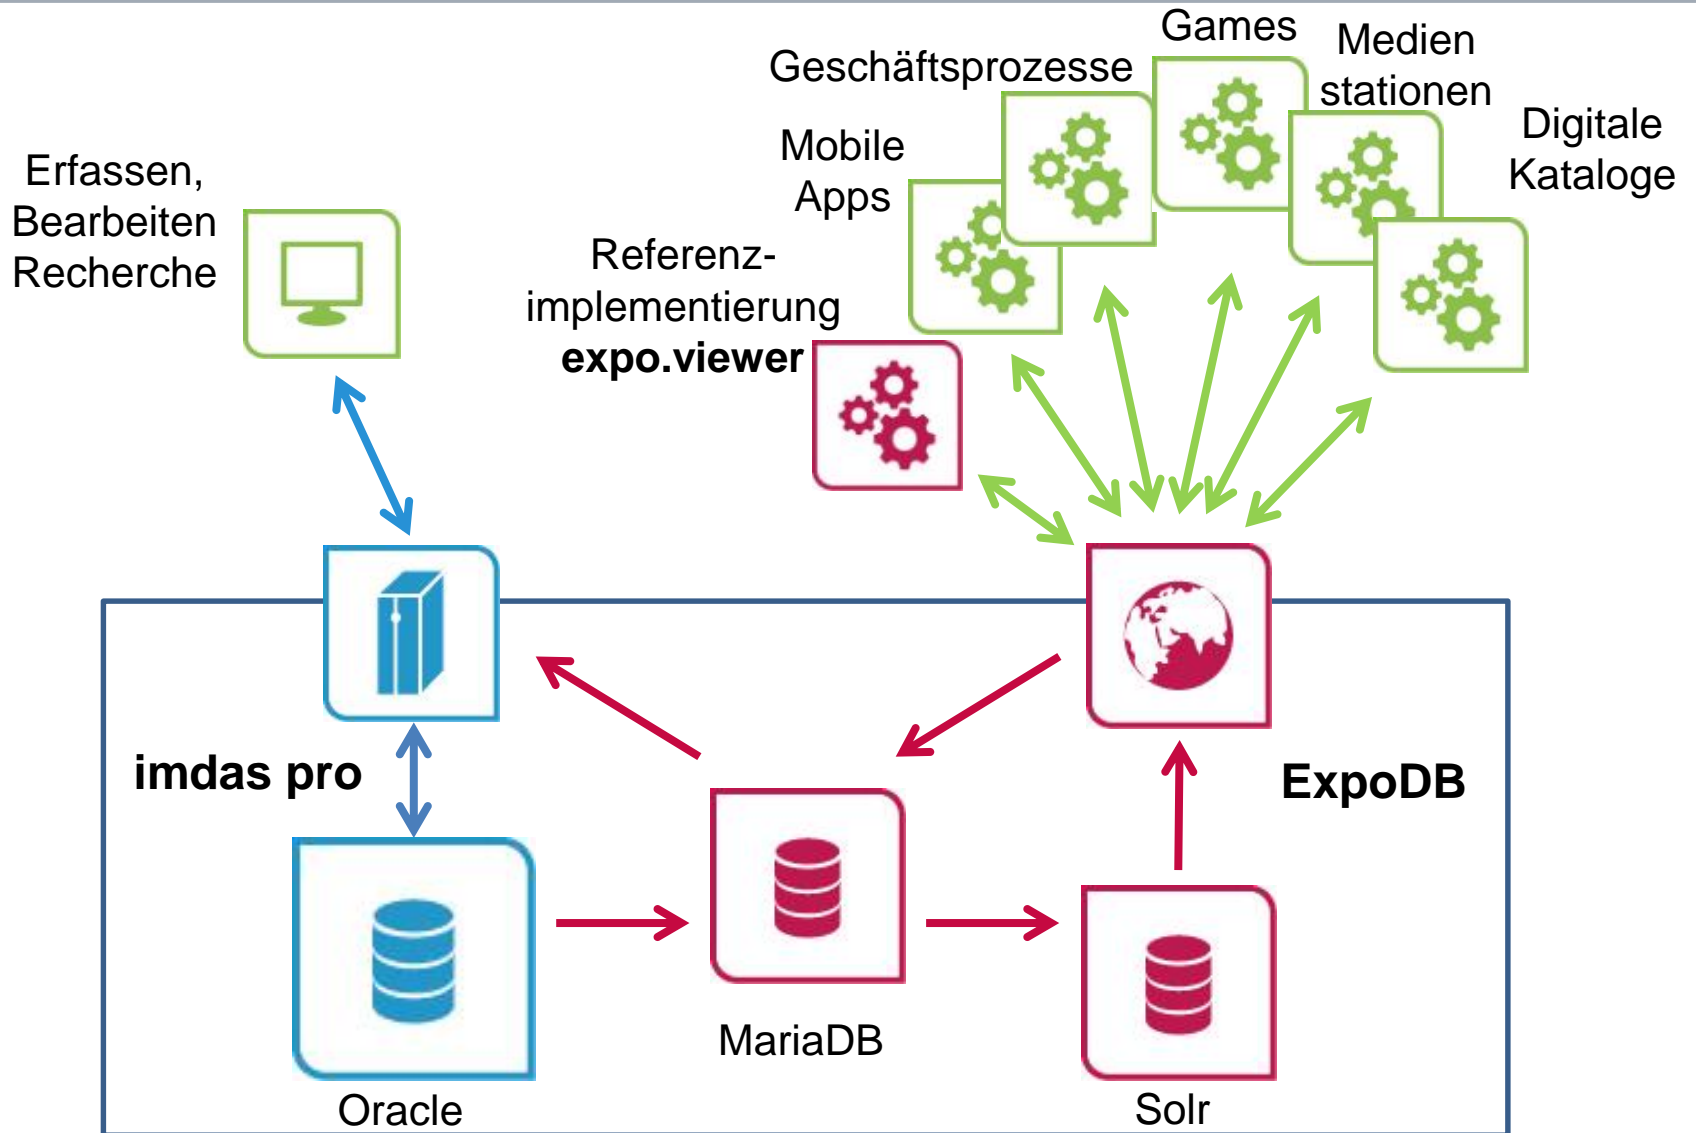 Games
Medien
stationen
Geschäftsprozesse
Digitale
Kataloge
Mobile
Apps
Erfassen,
Bearbeiten
Recherche
Referenz-
implementierung
expo.viewer
imdas pro
ExpoDB
MariaDB
Oracle
Solr